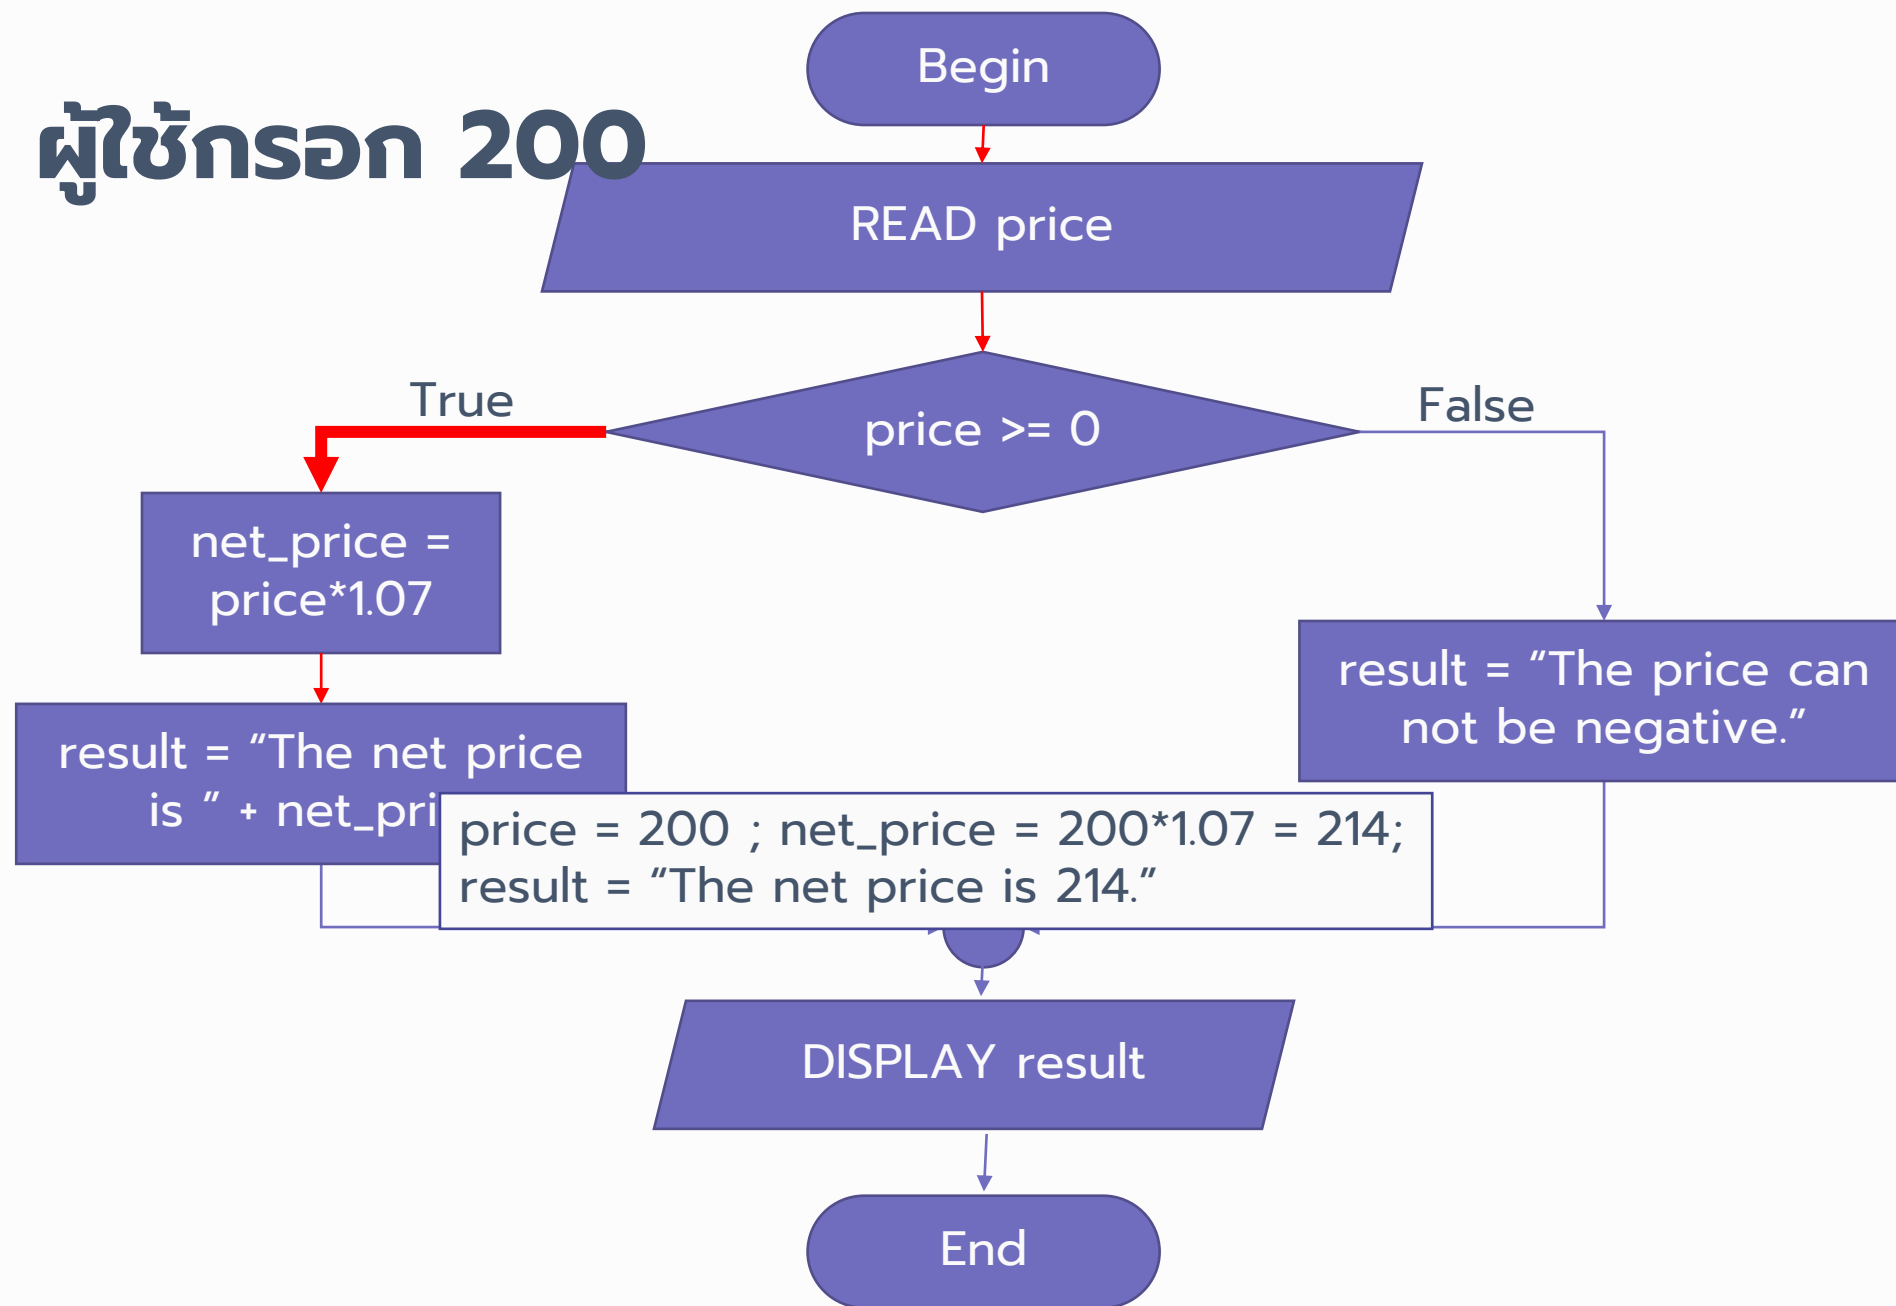 Begin
ผู้ใช้กรอก 200
READ price
True
price >= 0
False
net_price =
price*1.07
result = “The net price
is ” + net_pri
result = “The price can
not be negative.”
price = 200 ; net_price = 200*1.07 = 214;
result = “The net price is 214.”
DISPLAY result
End